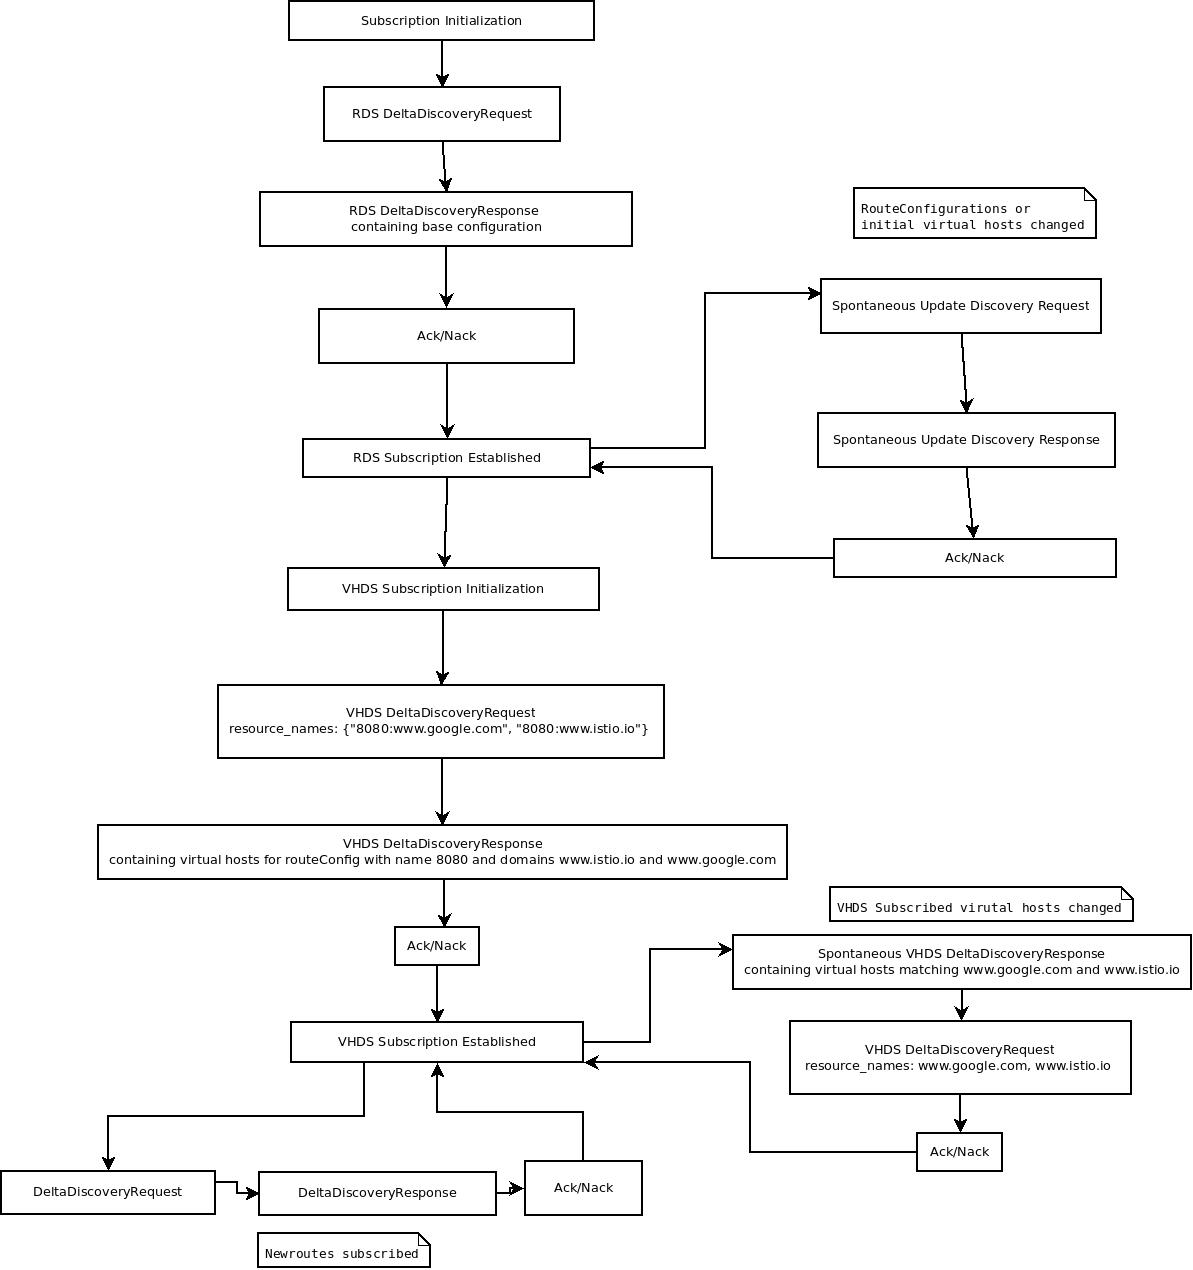 Subscription Initialization
RDS DeltaDiscoveryRequest
RDS DeltaDiscoveryResponse
containing base configuration
RouteConfigurations or
initial virtual hosts changed
Spontaneous Update Discovery Request
Ack/Nack
Spontaneous Update Discovery Response
RDS Subscription Established
Ack/Nack
VHDS Subscription Initialization
VHDS DeltaDiscoveryRequest
resource_names: {"8080:www.google.com", "8080:www.istio.io"}
VHDS DeltaDiscoveryResponse
containing virtual hosts for routeConfig with name 8080 and domains www.istio.io and www.google.com
VHDS Subscribed virutal hosts changed
Ack/Nack
Spontaneous VHDS DeltaDiscoveryResponse
containing virtual hosts matching www.google.com and www.istio.io
VHDS Subscription Established
VHDS DeltaDiscoveryRequest
resource_names: www.google.com, www.istio.io
Ack/Nack
DeltaDiscoveryRequest
DeltaDiscoveryResponse
Ack/Nack
Newroutes subscribed